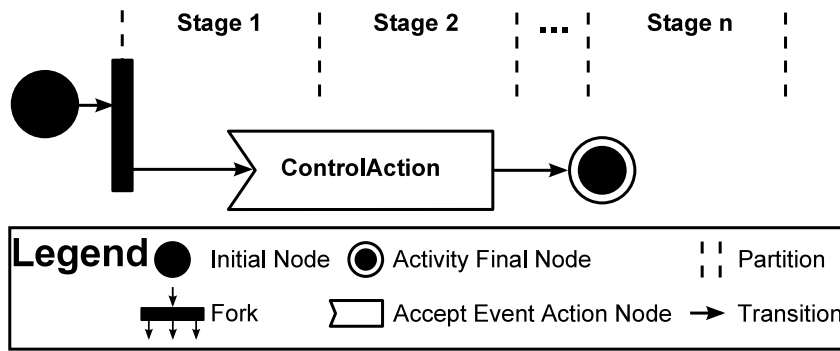 Stage 1 Stage 2 ... Stage n
ControlAction
Legend Initial Node Activity Final Node Partition
Fork Accept Event Action Node Transition